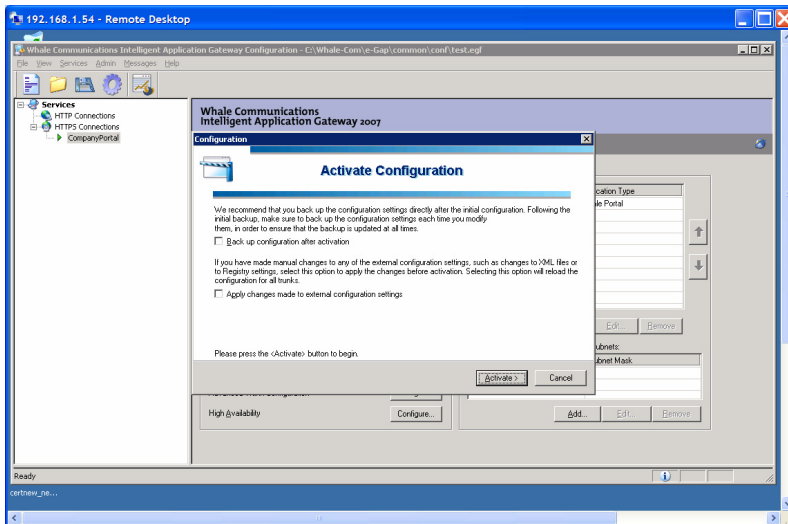 192.168.1.54 - Remote Desktop
Whale Communications Intelligent Application Gateway Configuration - C:\Whale-Com\e-Gap\common\conf\test.egf
File View Services Admin Messages Help
Services
HTTP Connections
HTTPS Connections
CompanyPortal
Whale Communications
Intelligent Application Gateway 2007
Configuration
Activate Configuration
We recommend that you back up the configuration settings directly after the initial configuration. Following the
initial backup, make sure to back up the configuration settings each time you modify
them, in order to ensure that the backup is updated at all times.
Back up configuration after activation
If you have made manual changes to any of the external configuration settings, such as changes to XML files or
to Registry settings, select this option to apply the changes before activation. Selecting this option will reload the
configuration for all trunks.
Apply changes made to external configuration settings
Please press the <Activate> button to begin.
Activate >
Cancel
cation Type
le Portal
Edit...
Remove
ubnets:
ubnet Mask
High Availability
Configure...
Add...
Edit...
Remove
Ready
certnew_ne...